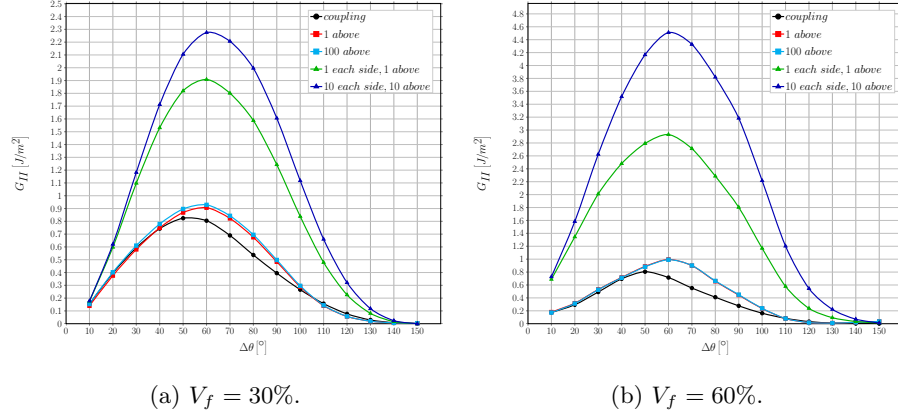 2.5
2.4
2.3
2.2
2.1
2
1.9
1.8
1.7
1.6
1.5
1.4
1.3
1.2
1.1
1
0.9
0.8
0.7
0.6
0.5
0.4
0.3
0.2
0.1
0
G_{II} [J/m^2]
coupling
1 above
100 above
1 each side, 1 above
10 each side, 10 above
10 20 30 40 50 60 70 80 90 100 110 120 130 140 150
Δθ[°]
(a) V_f = 30%.
4.8
4.6
4.4
4.2
4
3.8
3.6
3.4
3.2
3
2.8
2.6
2.4
2.2
2
1.8
1.6
1.4
1.2
1
0.8
0.6
0.4
0.2
0
G_{II} [J/m^2]
coupling
1 above
100 above
1 each side, 1 above
10 each side, 10 above
10 20 30 40 50 60 70 80 90 100 110 120 130 140 150
Δθ[°]
(b) V_f = 60%.